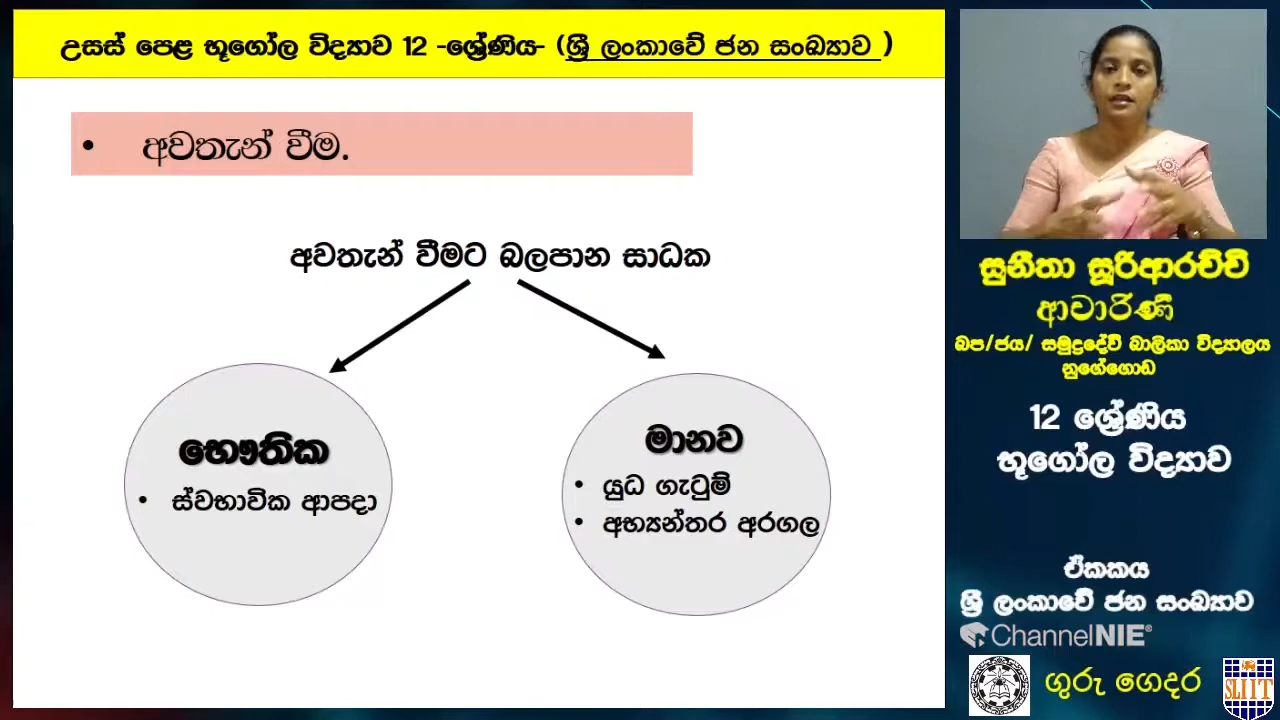 උසස් පෙළ භූගෝල විද්‍යාව 12 -ශ්‍රේණිය- (ශ්‍රී ලංකාවේ ජන සංඛ්‍යාව )
• අවතැන් වීම.
අවතැන් වීමට බලපාන සාධක
භෞතික
• ස්වභාවික ආපදා
මානව
• යුධ ගැටුම්
• අභ්‍යන්තර අරගල
සුනීතා සූරිආරච්චි
ආචාරිණී
බප/ජය/ සමුද්‍රදේවී බාලිකා විද්‍යාලය
නුගේගොඩ
12 ශ්‍රේණිය
භූගෝල විද්‍යාව
ඒකකය
ශ්‍රී ලංකාවේ ජන සංඛ්‍යාව
ChannelNIE®
ගුරු ගෙදර
SLIIT